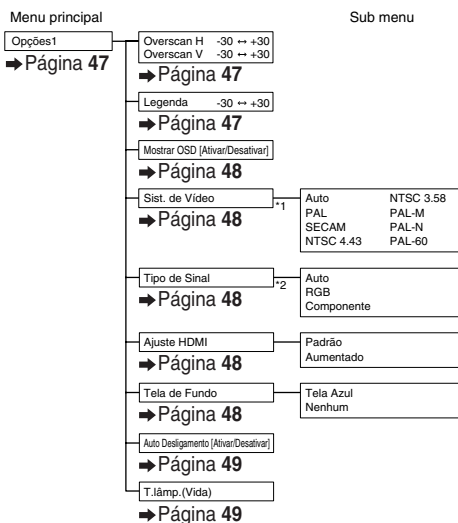 Menu principal
Sub menu
Opções1
➡Página 47
Overscan H -30 ↔ +30
Overscan V -30 ↔ +30
➡Página 47
Legenda -30 ↔ +30
➡Página 47
Mostrar OSD [Ativar/Desativar]
➡Página 48
Sist. de Vídeo
*1
➡Página 48
Auto NTSC 3.58
PAL PAL-M
SECAM PAL-N
NTSC 4.43 PAL-60
Tipo de Sinal
*2
➡Página 48
Auto
RGB
Componente
Ajuste HDMI
➡Página 48
Padrão
Aumentado
Tela de Fundo
➡Página 48
Tela Azul
Nenhum
Auto Desligamento [Ativar/Desativar]
➡Página 49
T.lâmp.(Vida)
➡Página 49